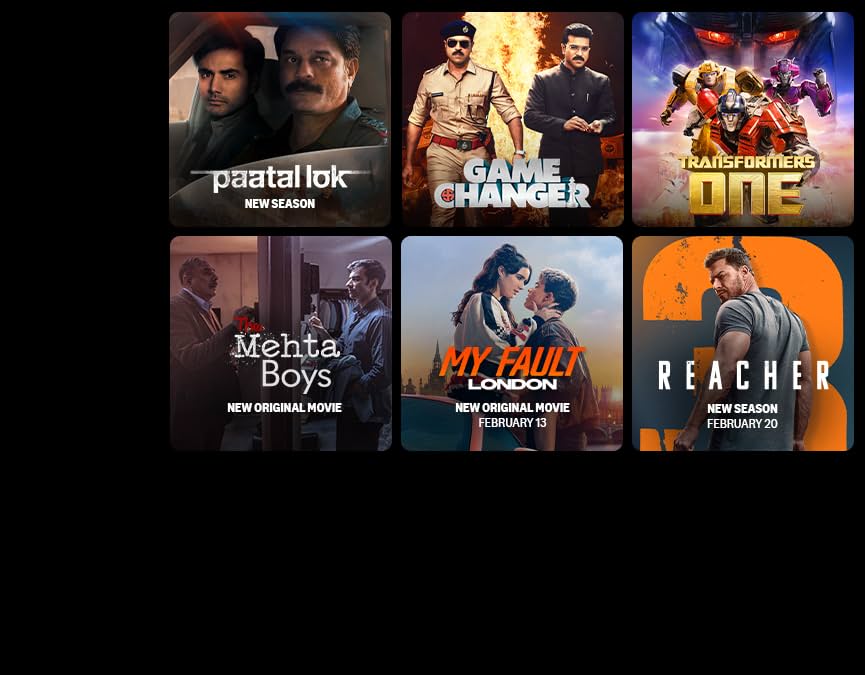 paatal lok
NEW SEASON
GAME
CHANGER
TRANSFORMERS
ONE
The
Mehta
Boys
NEW ORIGINAL MOVIE
MY FAULT
LONDON
NEW ORIGINAL MOVIE
FEBRUARY 13
3
REACHER
NEW SEASON
FEBRUARY 20